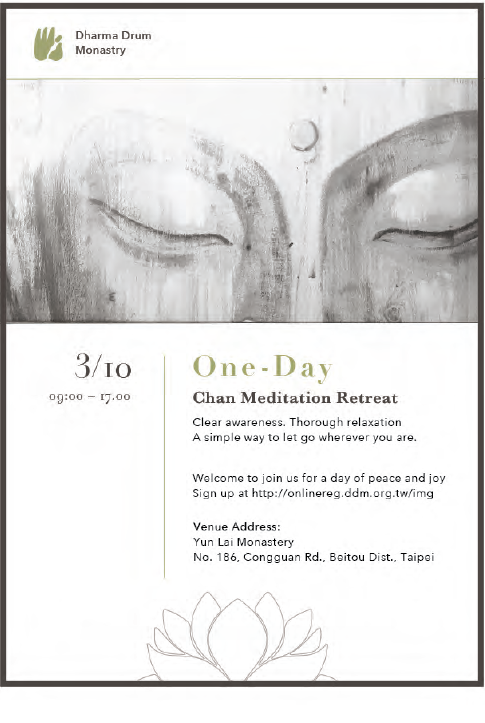 Dharma Drum
Monastry
3/10
09:00 – 17.00
One-Day
Chan Meditation Retreat
Clear awareness. Thorough relaxation
A simple way to let go wherever you are.
Welcome to join us for a day of peace and joy
Sign up at http://onlinereg.ddm.org.tw/img
Venue Address:
Yun Lai Monastery
No. 186, Congguan Rd., Beitou Dist., Taipei